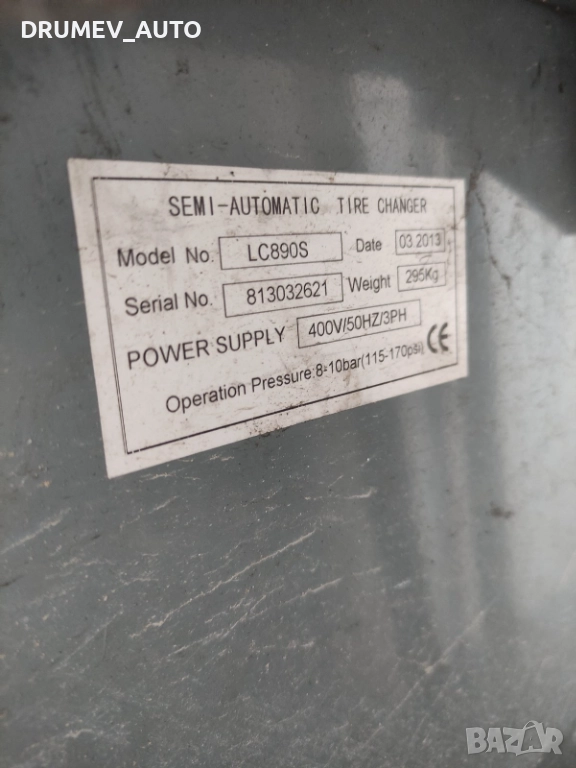 DRUMEV_AUTO
SEMI-AUTOMATIC TIRE CHANGER
Model No. LC890S Date 03.2013
Serial No. 813032621 Weight 295Kg
POWER SUPPLY 400V/50HZ/3PH CE
Operation Pressure:8-10bar(115-170psi)
BAZAR